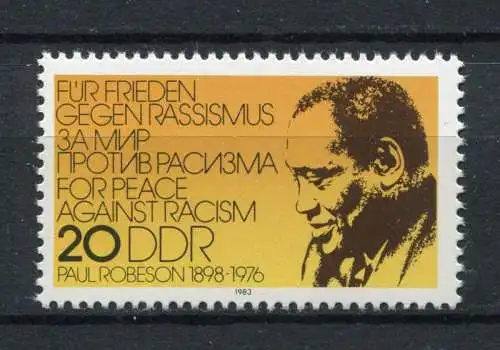 FÜR FRIEDEN
GEGEN RASSISMUS
ЗА МИР
ПРОТИВ РАСИЗМА
FOR PEACE
AGAINST RACISM
20 DDR
PAUL ROBESON 1898-1976
1983